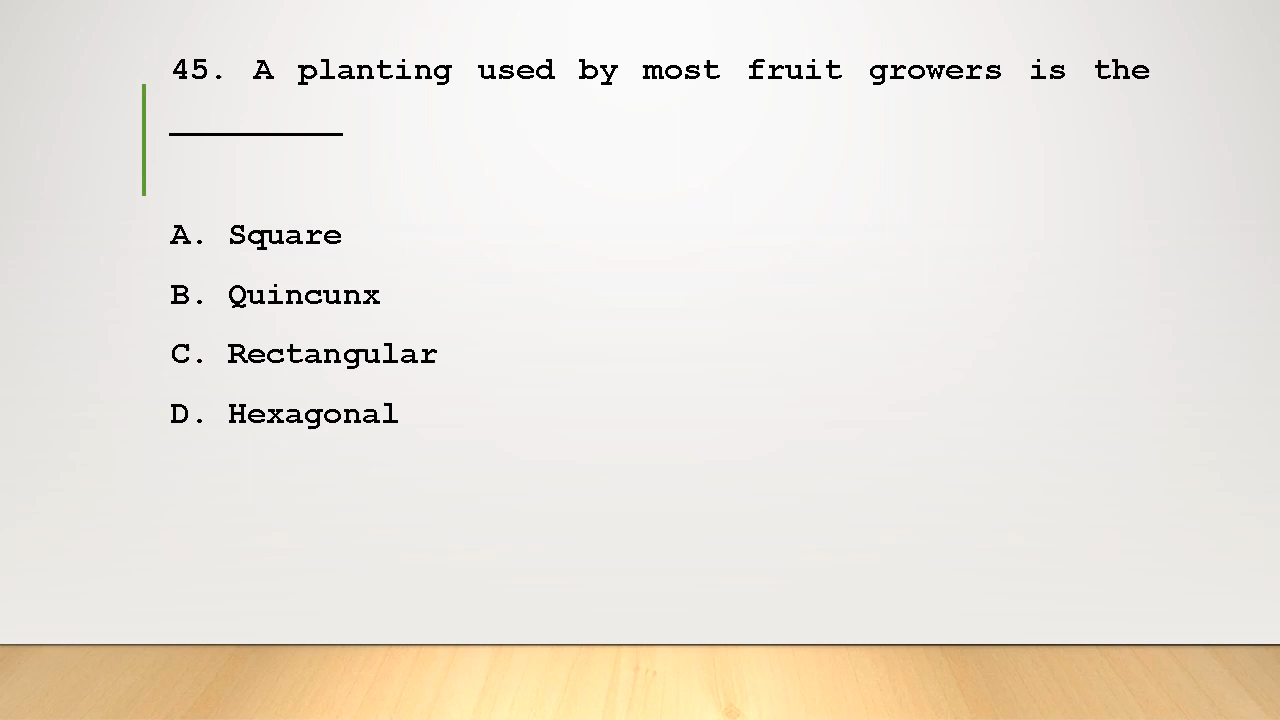 45. A planting used by most fruit growers is the
_________
A. Square
B. Quincunx
C. Rectangular
D. Hexagonal